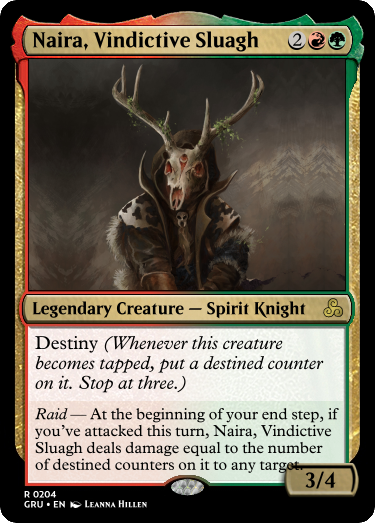 Naira, Vindictive Sluagh 2
Legendary Creature — Spirit Knight
Destiny (Whenever this creature
becomes tapped, put a destined counter
on it. Stop at three.)
Raid — At the beginning of your end step, if
you've attacked this turn, Naira, Vindictive
Sluagh deals damage equal to the number
of destined counters on it to any target.
3/4
R 0204
GRU • EN Leanna Hillen